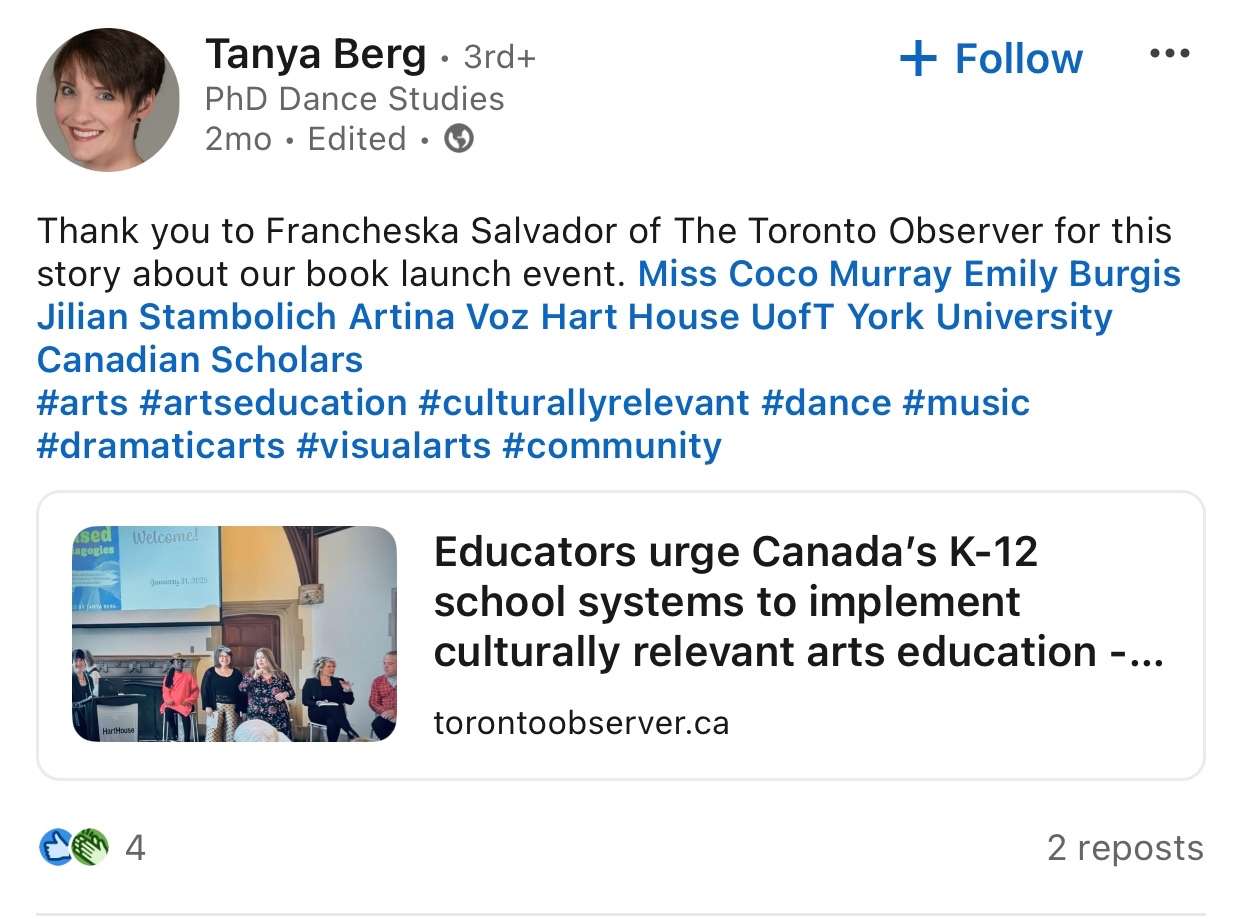 Tanya Berg • 3rd+
+ Follow
PhD Dance Studies
2mo • Edited •
Thank you to Francheska Salvador of The Toronto Observer for this
story about our book launch event. Miss Coco Murray Emily Burgis
Jilian Stambolich Artina Voz Hart House UofT York University
Canadian Scholars
#arts #artseducation #culturallyrelevant #dance #music
#dramaticarts #visualarts #community
sed
agogies
Welcome!
January 31, 2025
BY TANYA BERG
HartHouse
Educators urge Canada’s K-12
school systems to implement
culturally relevant arts education -...
torontoobserver.ca
4
2 reposts